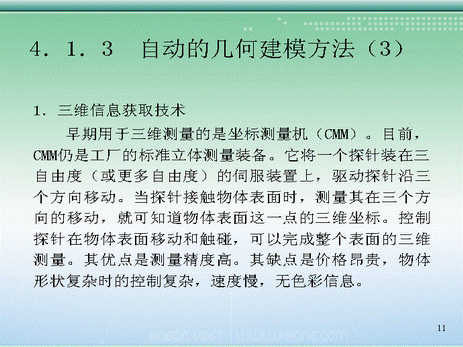 4．1．3　自动的几何建模方法（3）
1．三维信息获取技术
早期用于三维测量的是坐标测量机（CMM）。目前，
CMM仍是工厂的标准立体测量装备。它将一个探针装在三
自由度（或更多自由度）的伺服装置上，驱动探针沿三
个方向移动。当探针接触物体表面时，测量其在三个方
向的移动，就可知道物体表面这一点的三维坐标。控制
探针在物体表面移动和触碰，可以完成整个表面的三维
测量。其优点是测量精度高。其缺点是价格昂贵，物体
形状复杂时的控制复杂，速度慢，无色彩信息。
11